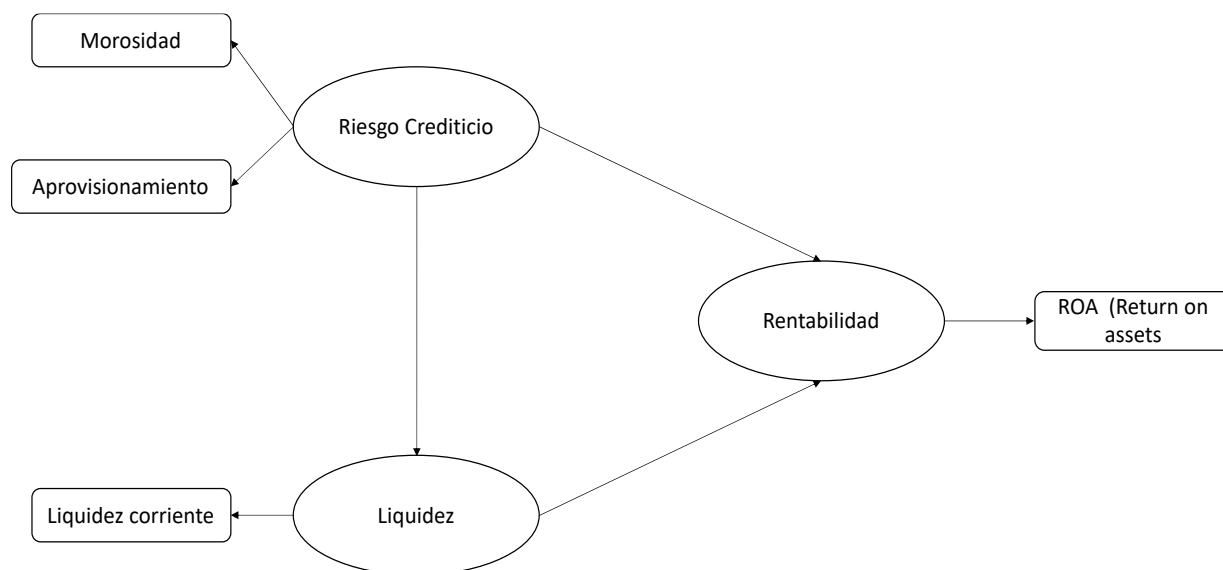 Morosidad
Riesgo Crediticio
Aprovisionamiento
Rentabilidad
ROA (Return on
assets
Liquidez corriente
Liquidez